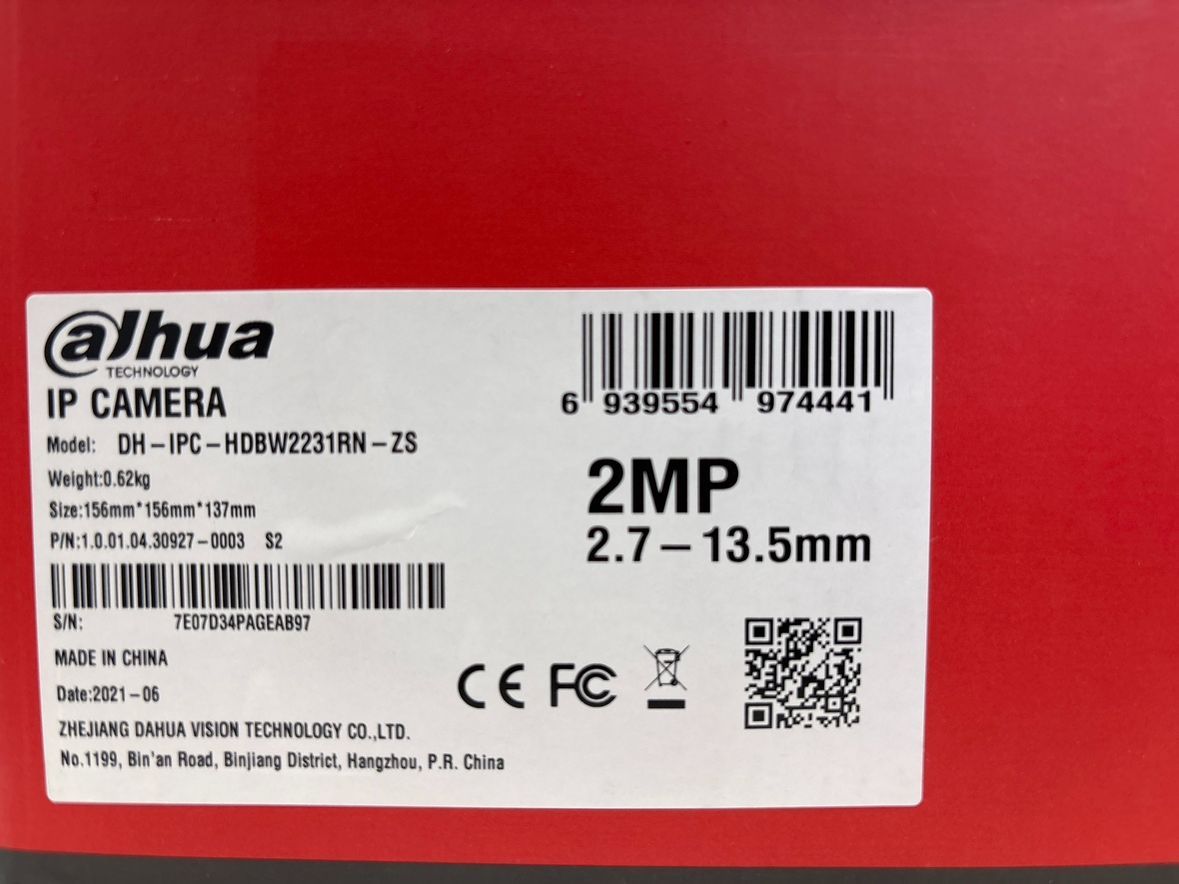 alhua
TECHNOLOGY
IP CAMERA
Model: DH-IPC-HDBW2231RN-ZS
Weight:0.62kg
Size:156mm*156mm*137mm
P/N:1.0.01.04.30927-0003 S2
S/N: 7E07D34PAGEAB97
MADE IN CHINA
Date:2021-06
ZHEJIANG DAHUA VISION TECHNOLOGY CO.,LTD.
No.1199, Bin'an Road, Binjiang District, Hangzhou, P.R. China
6 939554 974441
2MP
2.7-13.5mm
CE FC